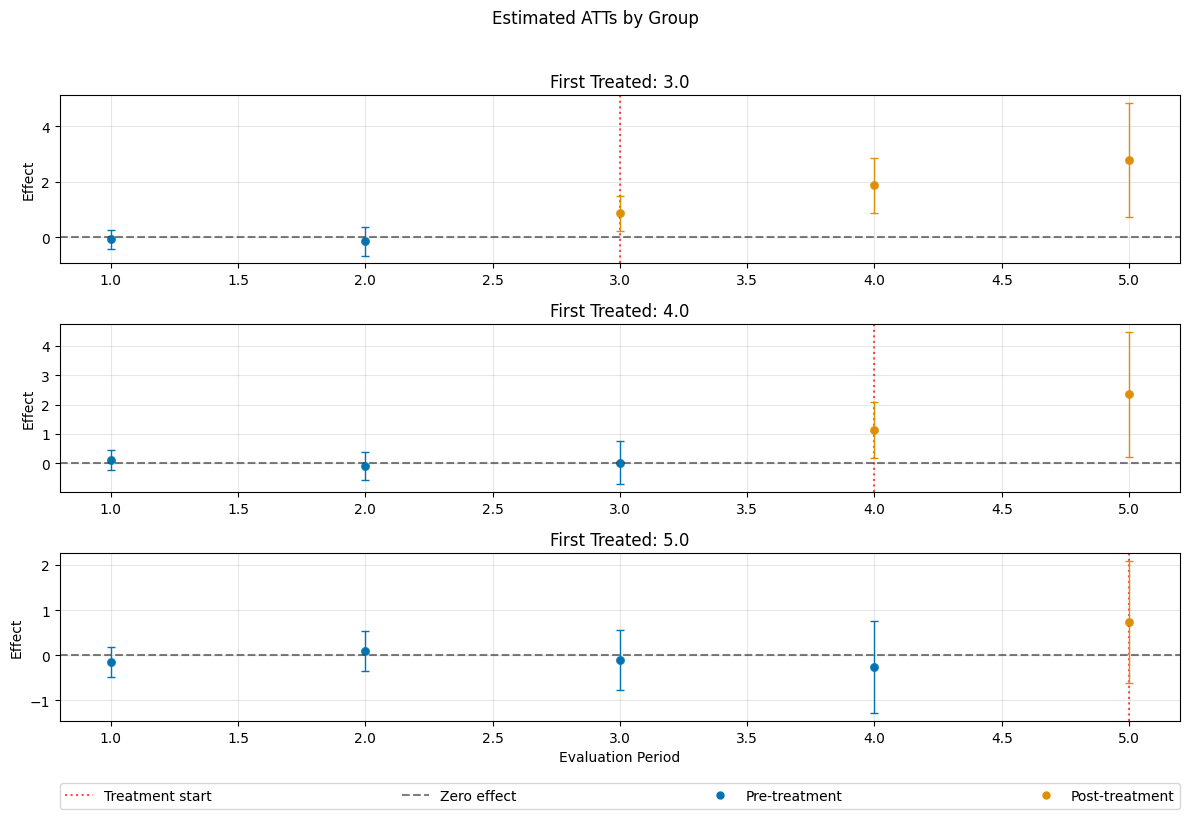 Estimated ATTs by Group
First Treated: 3.0
Effect
4
2
0
1.0 1.5 2.0 2.5 3.0 3.5 4.0 4.5 5.0
First Treated: 4.0
Effect
4
3
2
1
0
1.0 1.5 2.0 2.5 3.0 3.5 4.0 4.5 5.0
First Treated: 5.0
Effect
2
1
0
−1
1.0 1.5 2.0 2.5 3.0 3.5 4.0 4.5 5.0
Evaluation Period
Treatment start Zero effect Pre-treatment Post-treatment